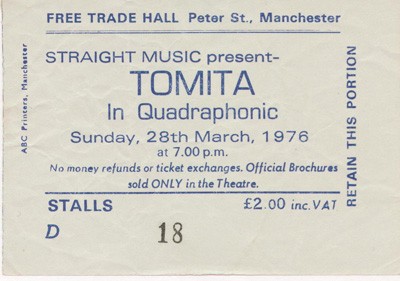 FREE TRADE HALL Peter St., Manchester
STRAIGHT MUSIC present-
TOMITA
In Quadraphonic
Sunday, 28th March, 1976
at 7.00 p.m.
No money refunds or ticket exchanges. Official Brochures
sold ONLY in the Theatre.
STALLS £2.00 inc. VAT
D 18
ABC Printers, Manchester
RETAIN THIS PORTION